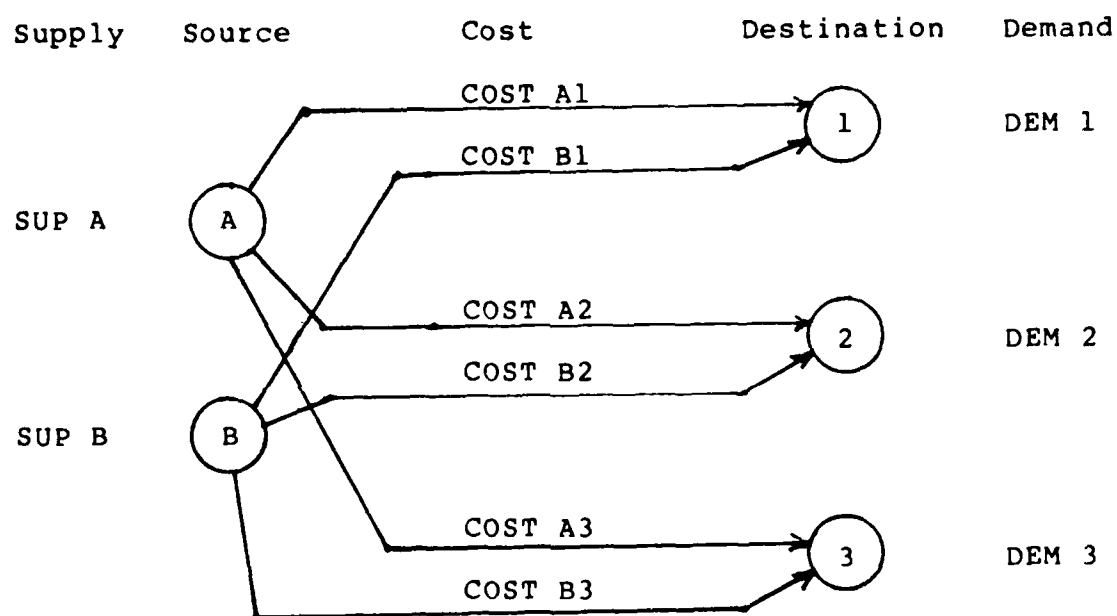 Supply Source Cost Destination Demand
COST A1
1 DEM 1
COST B1
SUP A A
COST A2
2 DEM 2
COST B2
SUP B B
COST A3
3 DEM 3
COST B3